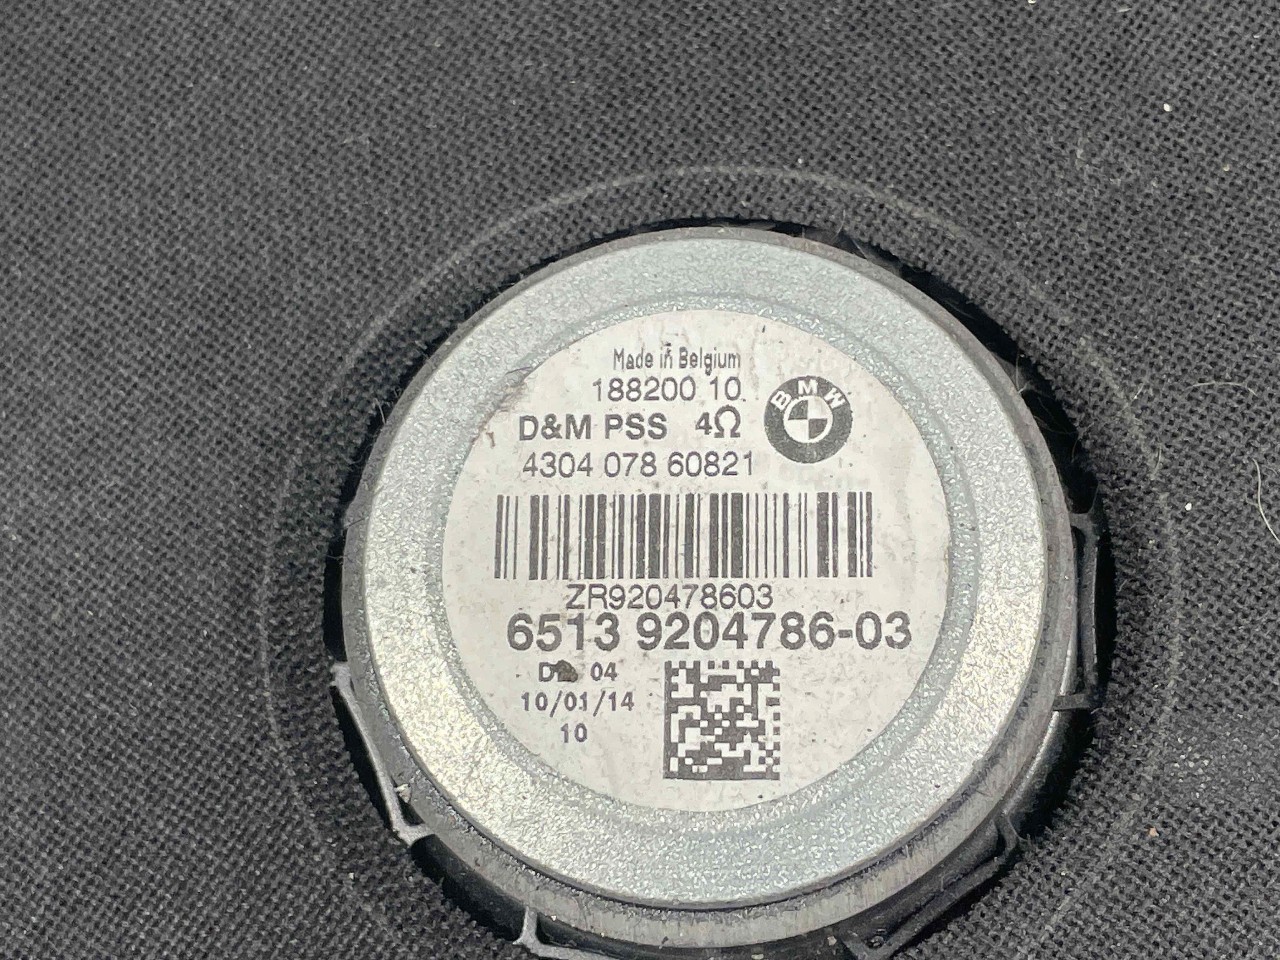 Made in Belgium
188200 10
D&M PSS 4Ω
BMW
4304 078 60821
ZR920478603
6513 9204786-03
04
10/01/14
10